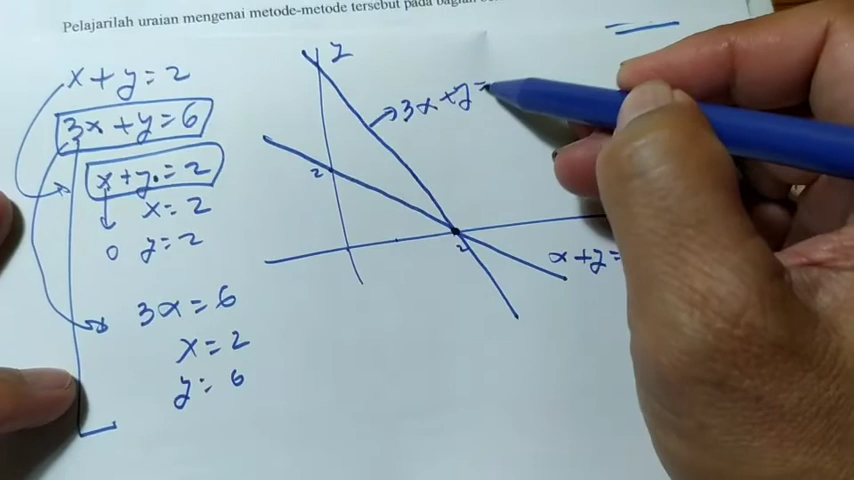 Pelajarilah uraian mengenai metode-metode tersebut pada bagian
x + y = 2
3x + y = 6
x + y = 2
x = 2
0 y = 2
3x = 6
x = 2
y = 6
y
3x + y =
2
2
x + y =